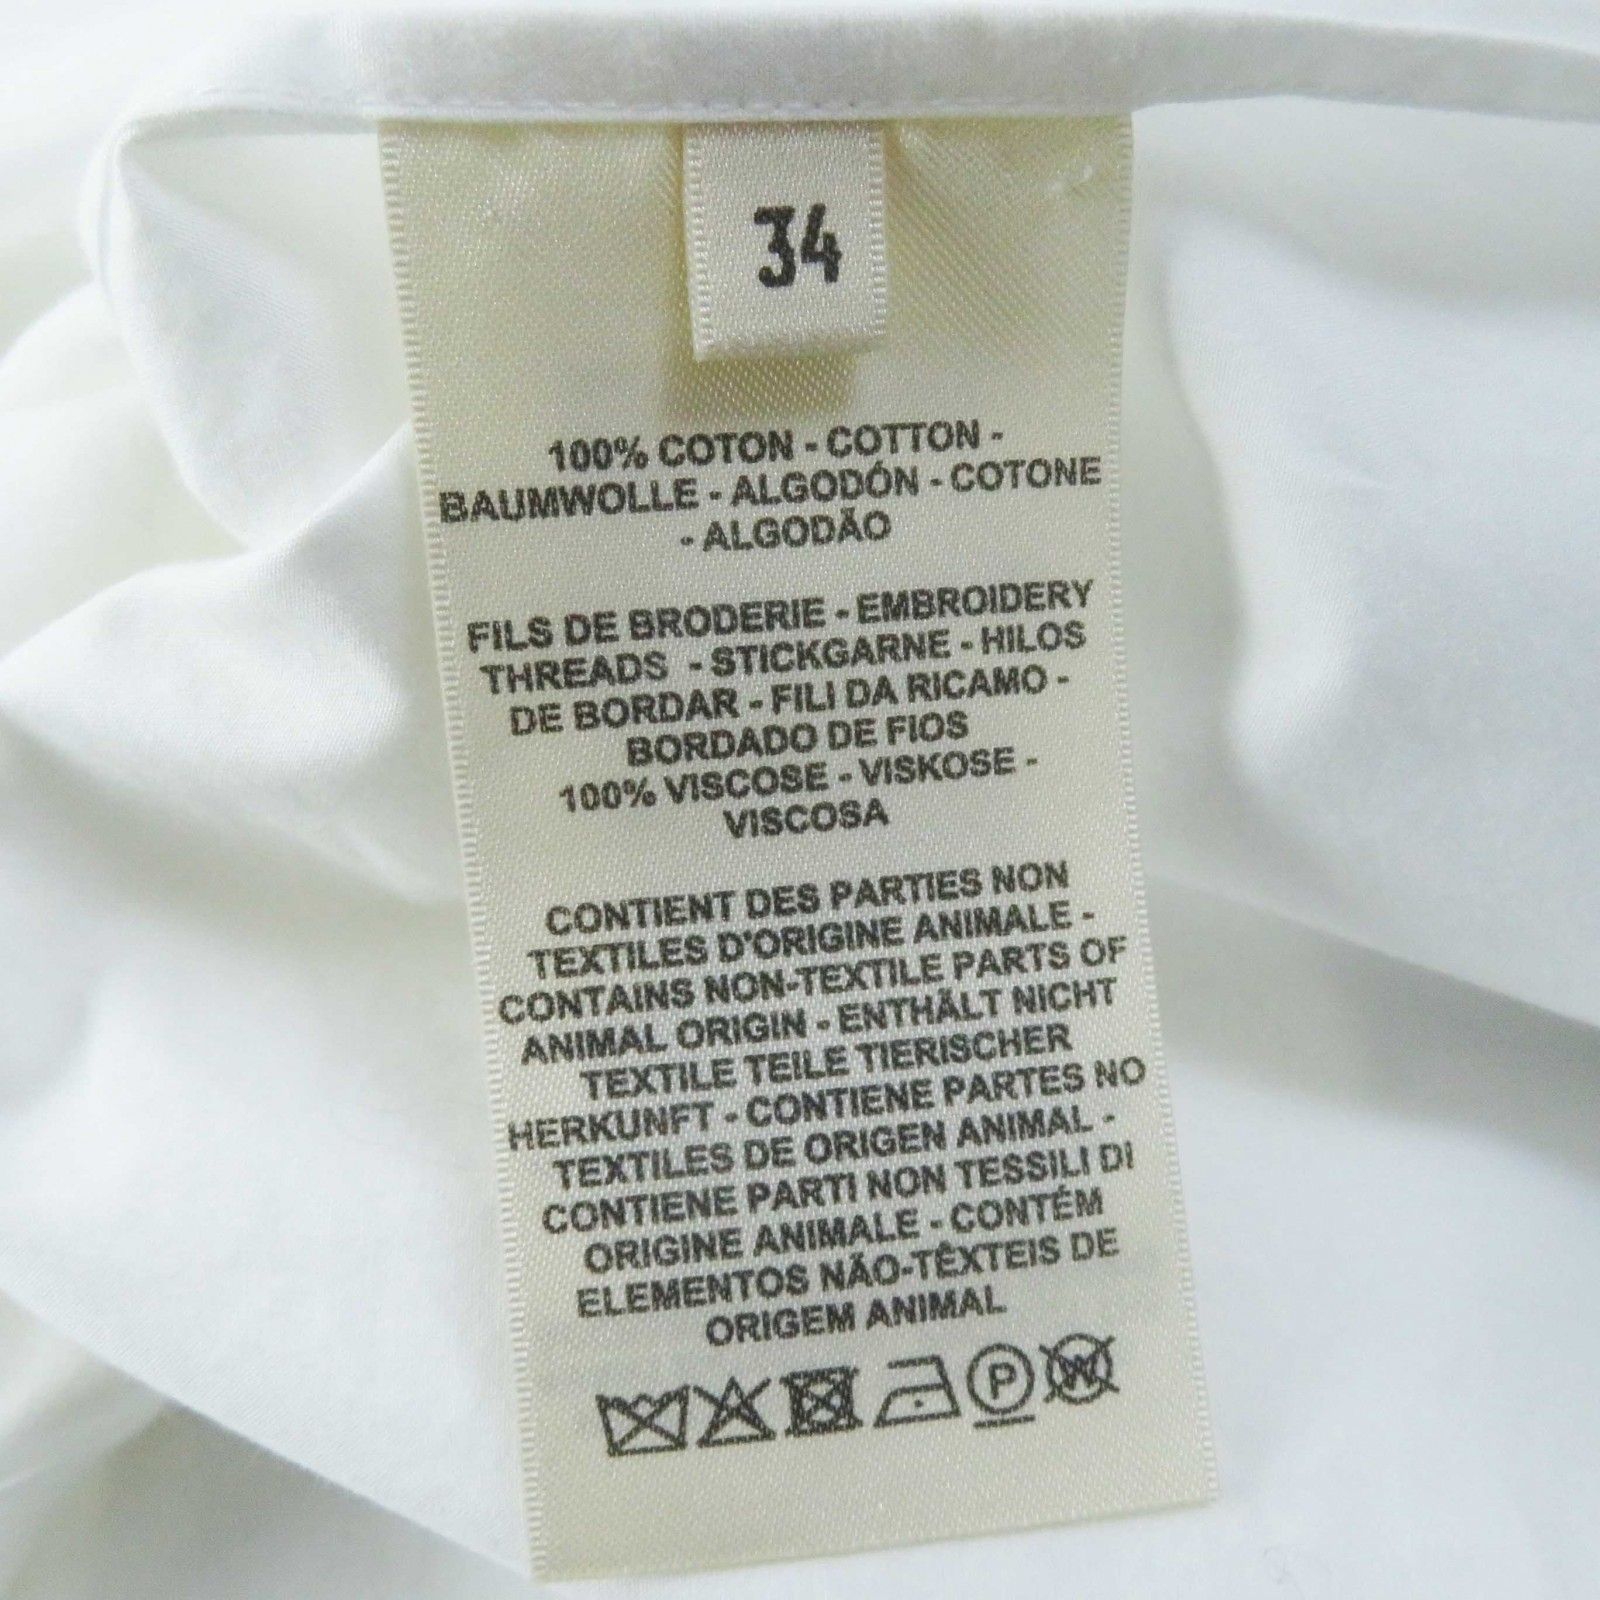 34
100% COTON - COTTON -
BAUMWOLLE - ALGODÓN - COTONE
- ALGODÃO
FILS DE BRODERIE - EMBROIDERY
THREADS - STICKGARNE - HILOS
DE BORDAR - FILI DA RICAMO -
BORDADO DE FIOS
100% VISCOSE - VISKOSE -
VISCOSA
CONTIENT DES PARTIES NON
TEXTILES D'ORIGINE ANIMALE -
CONTAINS NON-TEXTILE PARTS OF
ANIMAL ORIGIN - ENTHÄLT NICHT
TEXTILE TEILE TIERISCHER
HERKUNFT - CONTIENE PARTES NO
TEXTILES DE ORIGEN ANIMAL -
CONTIENE PARTI NON TESSILI DI
ORIGINE ANIMALE - CONTÉM
ELEMENTOS NÃO-TÊXTEIS DE
ORIGEM ANIMAL
P W